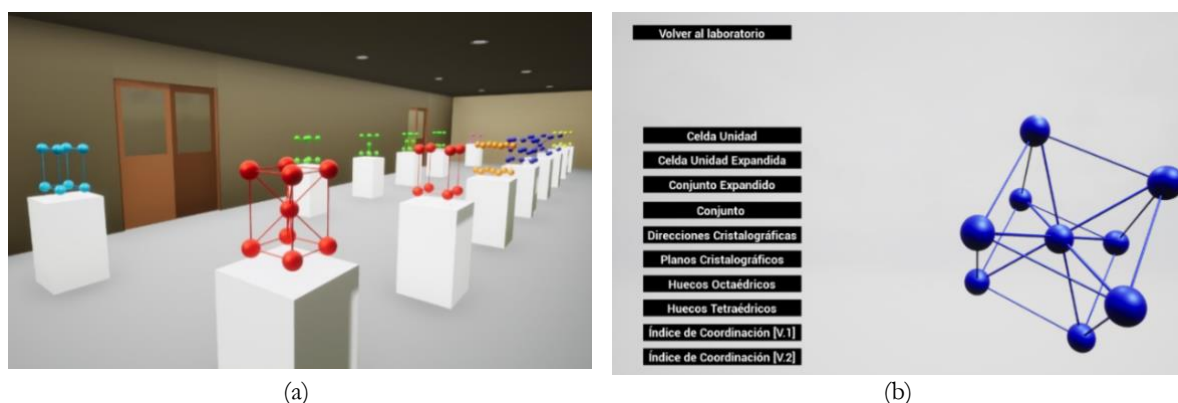 Volver al laboratorio
Celda Unidad
Celda Unidad Expandida
Conjunto Expandido
Conjunto
Direcciones Cristalográficas
Planos Cristalográficos
Huecos Octaédricos
Huecos Tetraédricos
Índice de Coordinación [V.1]
Índice de Coordinación [V.2]
(a)
(b)